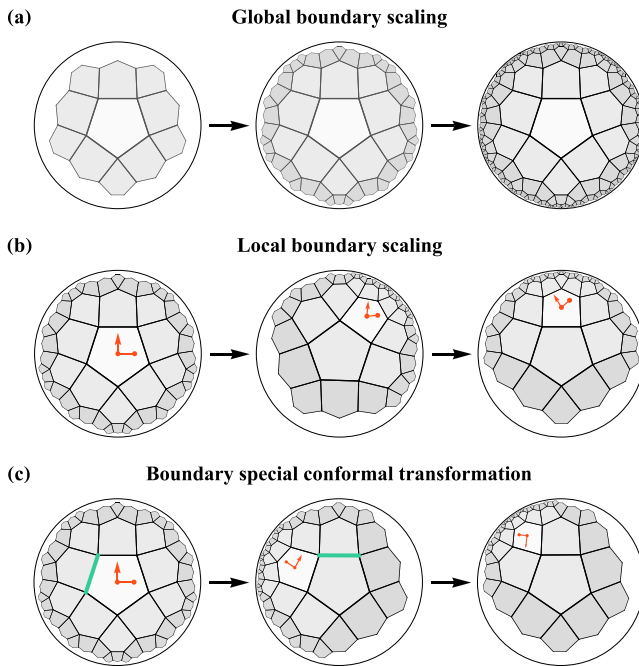 (a) Global boundary scaling
(b) Local boundary scaling
(c) Boundary special conformal transformation